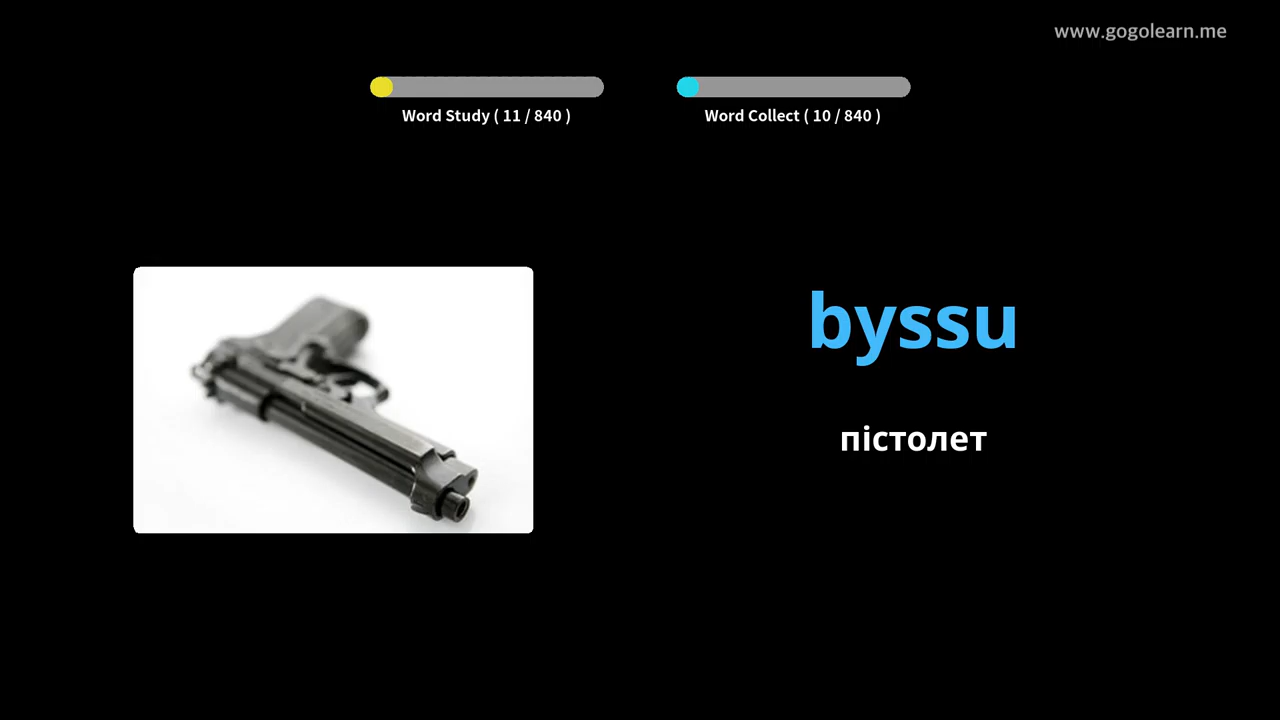 www.gogolearn.me
Word Study ( 11 / 840 )
Word Collect ( 10 / 840 )
byssu
пістолет